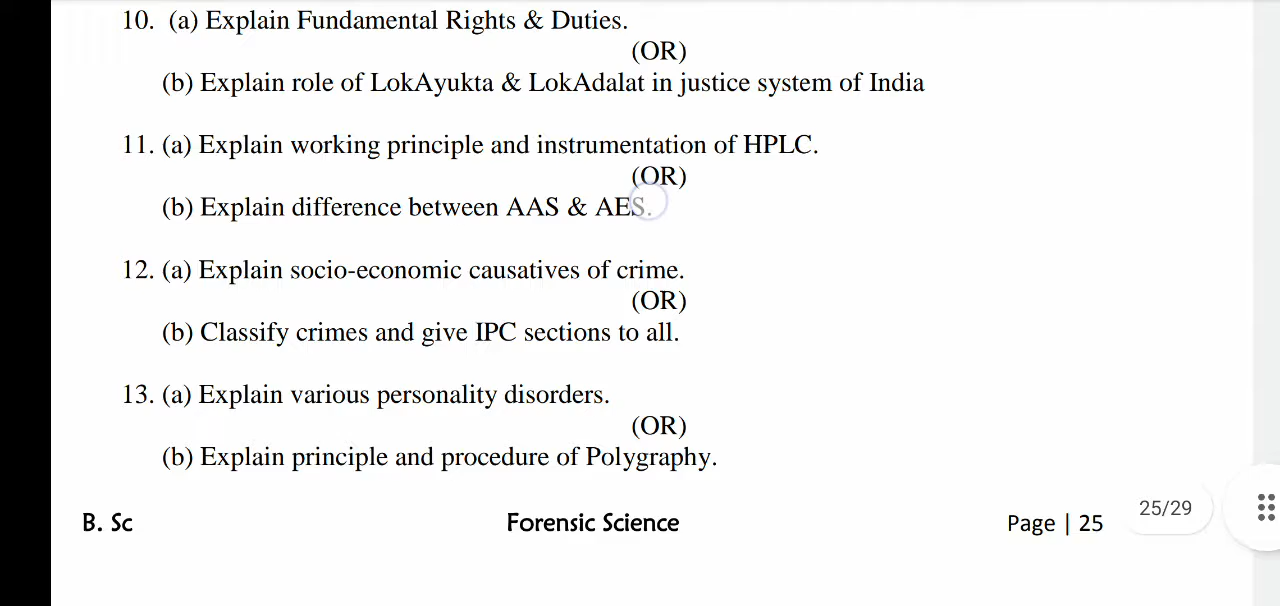 10. (a) Explain Fundamental Rights & Duties.
(OR)
(b) Explain role of LokAyukta & LokAdalat in justice system of India
11. (a) Explain working principle and instrumentation of HPLC.
(OR)
(b) Explain difference between AAS & AES.
12. (a) Explain socio-economic causatives of crime.
(OR)
(b) Classify crimes and give IPC sections to all.
13. (a) Explain various personality disorders.
(OR)
(b) Explain principle and procedure of Polygraphy.
B. Sc Forensic Science Page | 25
25/29